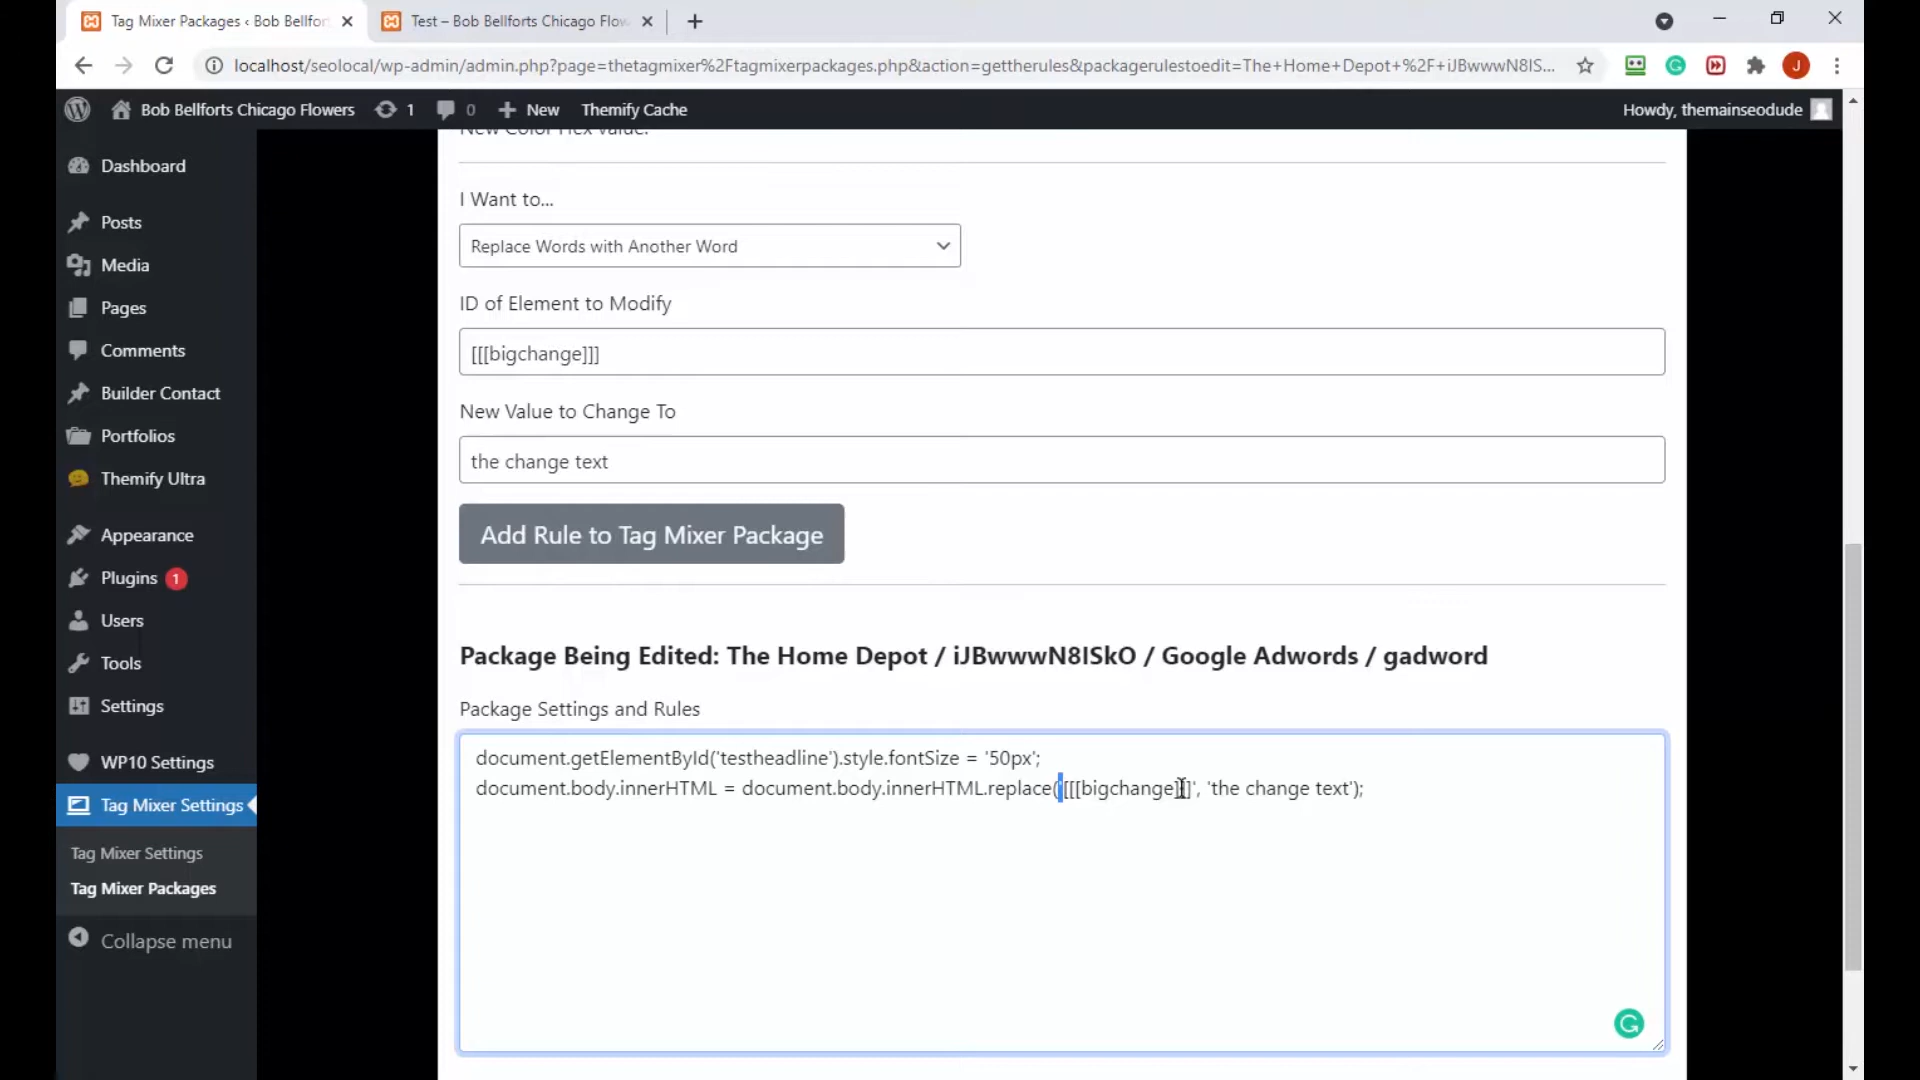 Tag Mixer Packages ‹ Bob Bellfor
Test – Bob Bellforts Chicago Flow
localhost/seolocal/wp-admin/admin.php?page=thetagmixer%2Ftagmixerpackages.php&action=gettherules&packagerulestoedit=The+Home+Depot+%2F+iJBwwwN8IS...
J
Bob Bellforts Chicago Flowers
1
0
New
Themify Cache
Howdy, themainseodude
Dashboard
Posts
Media
Pages
Comments
Builder Contact
Portfolios
Themify Ultra
Appearance
Plugins 1
Users
Tools
Settings
WP10 Settings
Tag Mixer Settings
Tag Mixer Settings
Tag Mixer Packages
Collapse menu
New Color Hex Value:
I Want to...
Replace Words with Another Word
ID of Element to Modify
[[[bigchange]]]
New Value to Change To
the change text
Add Rule to Tag Mixer Package
Package Being Edited: The Home Depot / iJBwwwN8ISkO / Google Adwords / gadword
Package Settings and Rules
document.getElementById('testheadline').style.fontSize = '50px';
document.body.innerHTML = document.body.innerHTML.replace('[[[bigchange]]]', 'the change text');